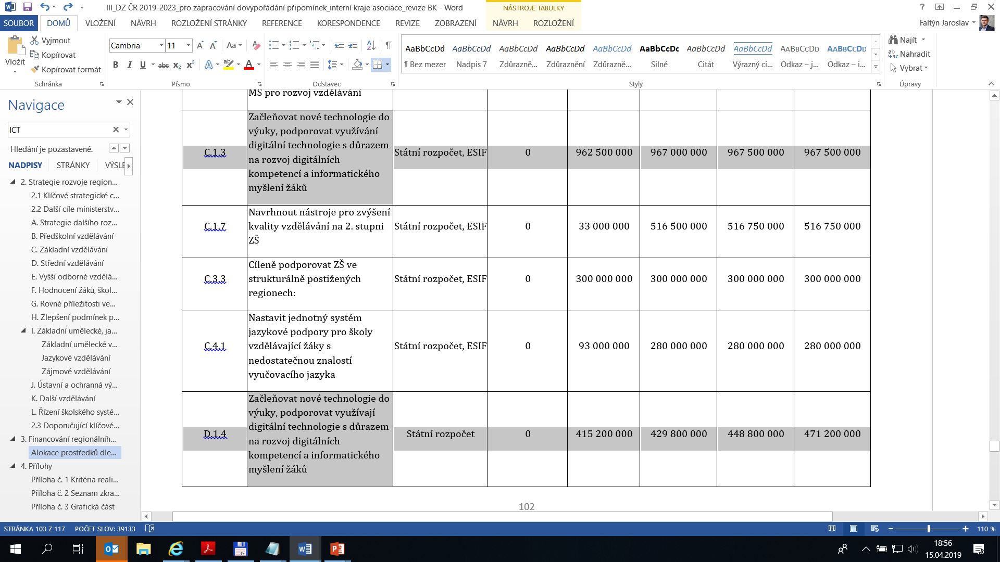 III_DZ ČR 2019-2023_pro zapracování dovypořádání připomínek_interní kraje asociace_revize BK - Word
NÁSTROJE TABULKY
SOUBOR DOMŮ VLOŽENÍ NÁVRH ROZLOŽENÍ STRÁNKY REFERENCE KORESPONDENCE REVIZE ZOBRAZENÍ NÁVRH ROZLOŽENÍ
Faltýn Jaroslav
Vložit
Vyjmout
Kopírovat
Kopírovat formát
Schránka
Cambria 11
Písmo
Odstavec
AaBbCcDd AaBbCcDd AaBbCcDd AaBbCcDd AaBbCcDd AaBbCcDc AaBbCcDd AaBbCcDd AaBbCcDd AaBbCcDd
¶ Bez mezer Nadpis 7 Zdůrazně... Zdůraznění Zdůrazně... Silné Citát Výrazný ci... Odkaz – j... Odkaz – i...
Styly
Najít
Nahradit
Vybrat
Úpravy
Navigace
ICT
Hledání je pozastavené.
NADPISY STRÁNKY VÝSLE
2. Strategie rozvoje region...
2.1 Klíčové strategické c...
2.2 Další cíle ministerstv...
A. Strategie dalšího roz...
B. Předškolní vzdělávání
C. Základní vzdělávání
D. Střední vzdělávání
E. Vyšší odborné vzdělá...
F. Hodnocení žáků, škol...
G. Rovné příležitosti ve...
H. Zlepšení podmínek p...
I. Základní umělecké, ja...
Základní umělecké v...
Jazykové vzdělávání
Zájmové vzdělávání
J. Ústavní a ochranná vý...
K. Další vzdělávání
L. Řízení školského systé...
2.3 Doporučující klíčové...
3. Financování regionálníh...
Alokace prostředků dle...
4. Přílohy
Příloha č. 1 Kritéria reali...
Příloha č. 2 Seznam zkra...
Příloha č. 3 Grafická část
MŠ pro rozvoj vzdělávání
C.1.3
Začleňovat nové technologie do
výuky, podporovat využívání
digitální technologie s důrazem
na rozvoj digitálních
kompetencí a informatického
myšlení žáků
Státní rozpočet, ESIF 0 962 500 000 967 000 000 967 500 000 967 500 000
C.1.7
Navrhnout nástroje pro zvýšení
kvality vzdělávání na 2. stupni
ZŠ
Státní rozpočet, ESIF 0 33 000 000 516 500 000 516 750 000 516 750 000
C.3.3
Cíleně podporovat ZŠ ve
strukturálně postižených
regionech:
Státní rozpočet, ESIF 0 300 000 000 300 000 000 300 000 000 300 000 000
C.4.1
Nastavit jednotný systém
jazykové podpory pro školy
vzdělávající žáky s
nedostatečnou znalostí
vyučovacího jazyka
Státní rozpočet, ESIF 0 93 000 000 280 000 000 280 000 000 280 000 000
D.1.4
Začleňovat nové technologie do
výuky, podporovat využívají
digitální technologie s důrazem
na rozvoj digitálních
kompetencí a informatického
myšlení žáků
Státní rozpočet 0 415 200 000 429 800 000 448 800 000 471 200 000
102
STRÁNKA 103 Z 117 POČET SLOV: 39133
110 %
18:56
15.04.2019